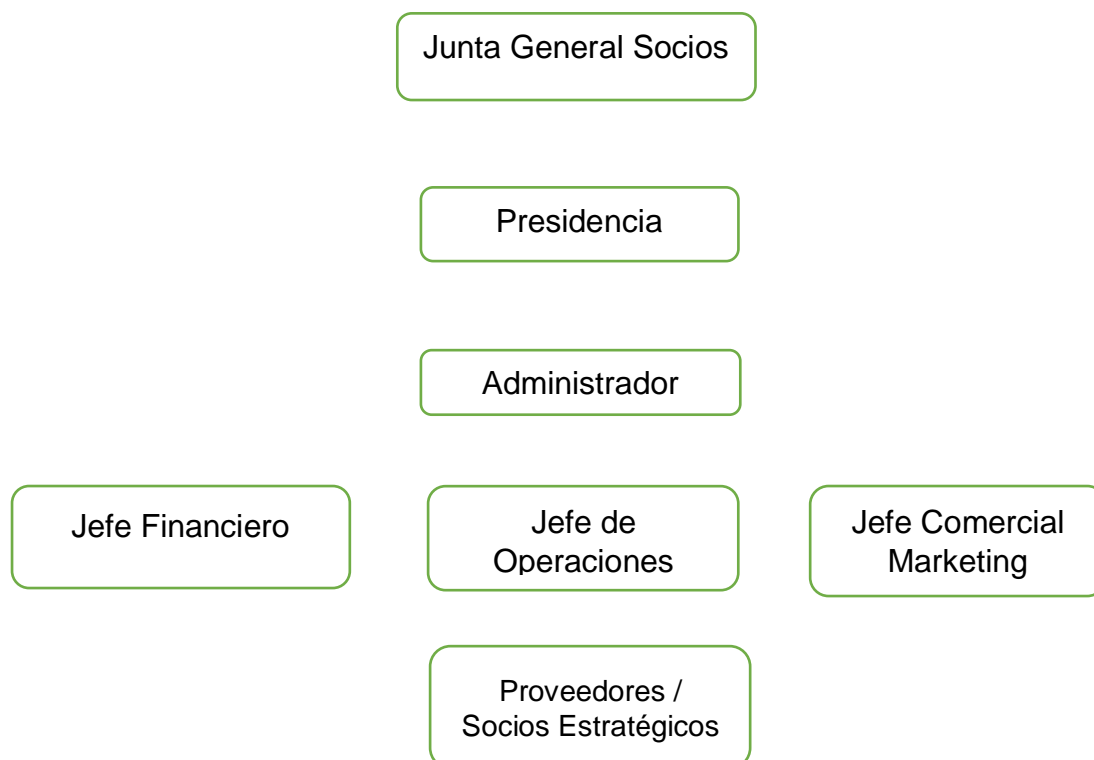 Junta General Socios
Presidencia
Administrador
Jefe Financiero
Jefe de
Operaciones
Jefe Comercial
Marketing
Proveedores /
Socios Estratégicos